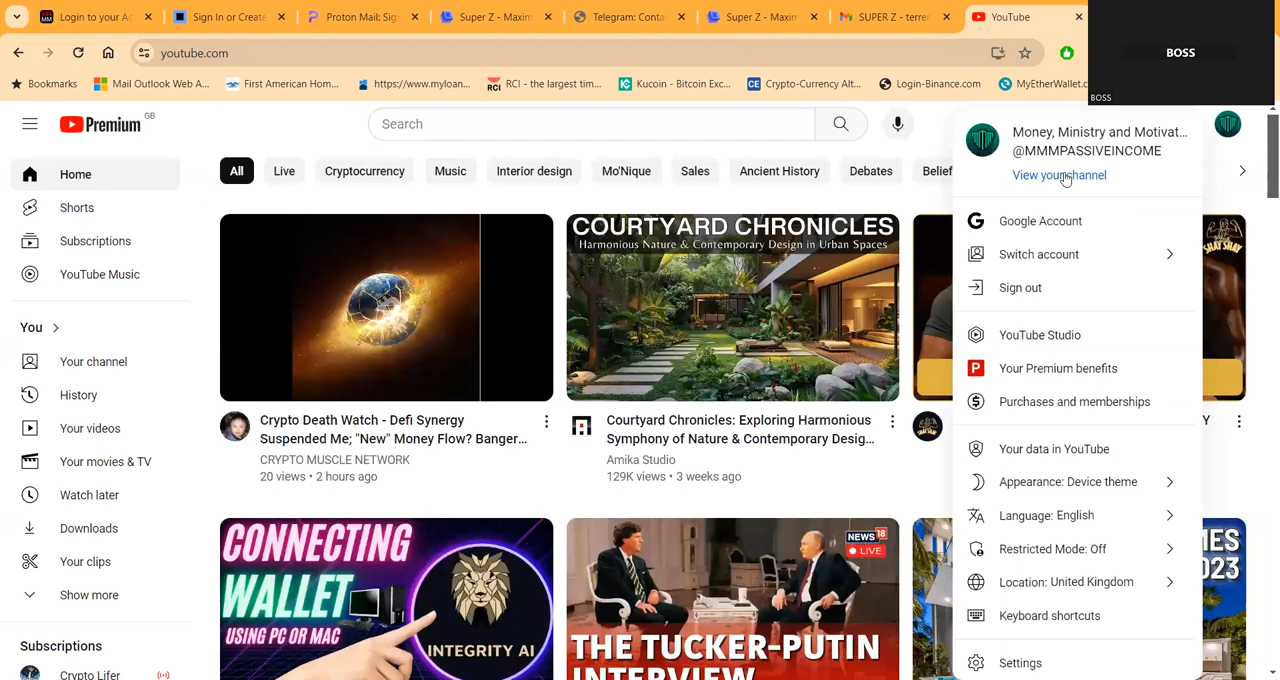 Login to your Ac
Sign In or Create
Proton Mail: Sig
Super Z - Maxim
Telegram: Conta
Super Z - Maxim
SUPER Z - terre
YouTube
youtube.com
BOSS
BOSS
Bookmarks
Mail Outlook Web A...
First American Hom...
https://www.myloan...
RCI - the largest tim...
Kucoin - Bitcoin Exc...
Crypto-Currency Alt...
Login-Binance.com
MyEtherWallet.c
Premium GB
Search
Money, Ministry and Motivat...
@MMMPASSIVEINCOME
View your channel
All
Live
Cryptocurrency
Music
Interior design
Mo'Nique
Sales
Ancient History
Debates
Belief
Home
Shorts
Subscriptions
YouTube Music
You
Your channel
History
Your videos
Your movies & TV
Watch later
Downloads
Your clips
Show more
Subscriptions
Crypto Lifer
COURTYARD CHRONICLES
Harmonious Nature & Contemporary Design in Urban Spaces
SHAY SHAY
Crypto Death Watch - Defi Synergy
Suspended Me; "New" Money Flow? Banger...
CRYPTO MUSCLE NETWORK
20 views • 2 hours ago
Courtyard Chronicles: Exploring Harmonious
Symphony of Nature & Contemporary Desig...
Amika Studio
129K views • 3 weeks ago
Y
CONNECTING
WALLET
USING PC OR MAC
INTEGRITY AI
NEWS 18
LIVE
THE TUCKER-PUTIN
INTERVIEW
MES
2023
Google Account
Switch account
Sign out
YouTube Studio
Your Premium benefits
Purchases and memberships
Your data in YouTube
Appearance: Device theme
Language: English
Restricted Mode: Off
Location: United Kingdom
Keyboard shortcuts
Settings